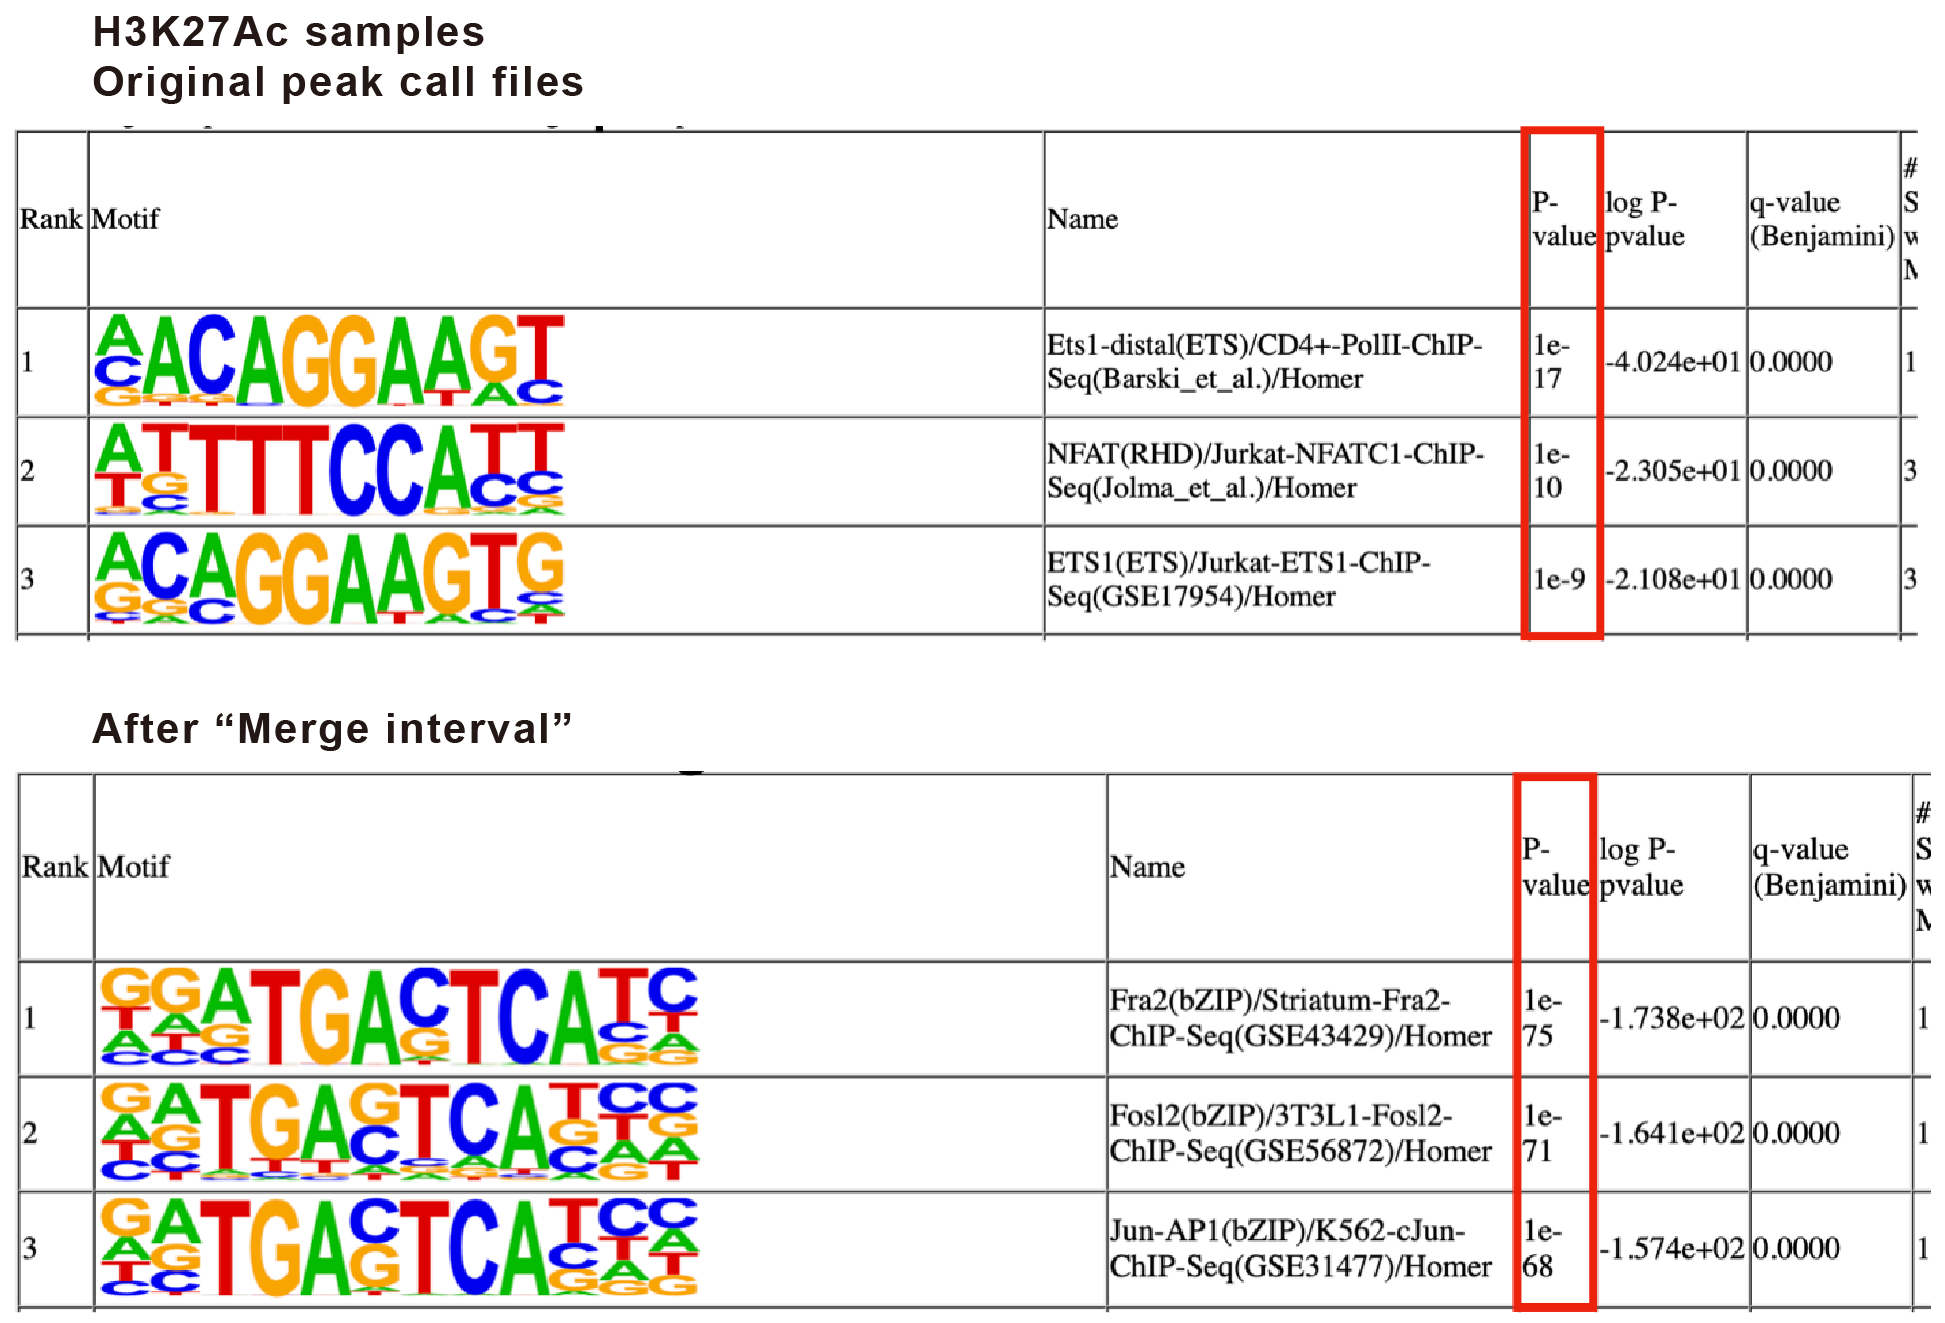 H3K27Ac samples
Original peak call files
Rank Motif Name P-value log P-pvalue q-value (Benjamini) # S
1 AACAGGAAGT Ets1-distal(ETS)/CD4+-PolII-ChIP-Seq(Barski_et_al.)/Homer 1e-17 -4.024e+01 0.0000 1
2 ATTTTCCATT NFAT(RHD)/Jurkat-NFATC1-ChIP-Seq(Jolma_et_al.)/Homer 1e-10 -2.305e+01 0.0000 3
3 ACAGGAAGTG ETS1(ETS)/Jurkat-ETS1-ChIP-Seq(GSE17954)/Homer 1e-9 -2.108e+01 0.0000 3
After “Merge interval”
Rank Motif Name P-value log P-pvalue q-value (Benjamini) # S
1 GGATGACTCATC Fra2(bZIP)/Striatum-Fra2-ChIP-Seq(GSE43429)/Homer 1e-75 -1.738e+02 0.0000 1
2 GATGAGTCATCC Fosl2(bZIP)/3T3L1-Fosl2-ChIP-Seq(GSE56872)/Homer 1e-71 -1.641e+02 0.0000 1
3 GATGACTCATCC Jun-AP1(bZIP)/K562-cJun-ChIP-Seq(GSE31477)/Homer 1e-68 -1.574e+02 0.0000 1